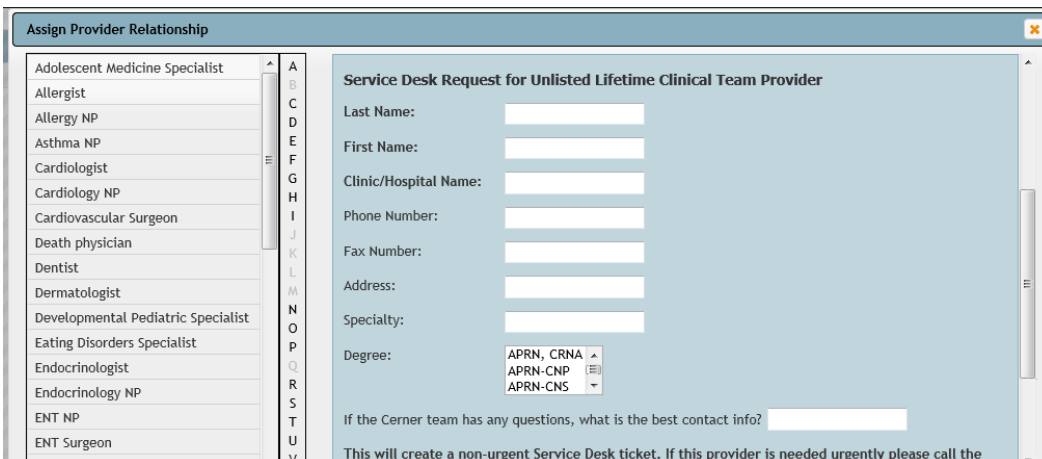 Assign Provider Relationship
Adolescent Medicine Specialist
Allergist
Allergy NP
Asthma NP
Cardiologist
Cardiology NP
Cardiovascular Surgeon
Death physician
Dentist
Dermatologist
Developmental Pediatric Specialist
Eating Disorders Specialist
Endocrinologist
Endocrinology NP
ENT NP
ENT Surgeon
A
B
C
D
E
F
G
H
I
J
K
L
M
N
O
P
Q
R
S
T
U
V
Service Desk Request for Unlisted Lifetime Clinical Team Provider
Last Name:
First Name:
Clinic/Hospital Name:
Phone Number:
Fax Number:
Address:
Specialty:
Degree:
APRN, CRNA
APRN-CNP
APRN-CNS
If the Cerner team has any questions, what is the best contact info?
This will create a non-urgent Service Desk ticket. If this provider is needed urgently please call the